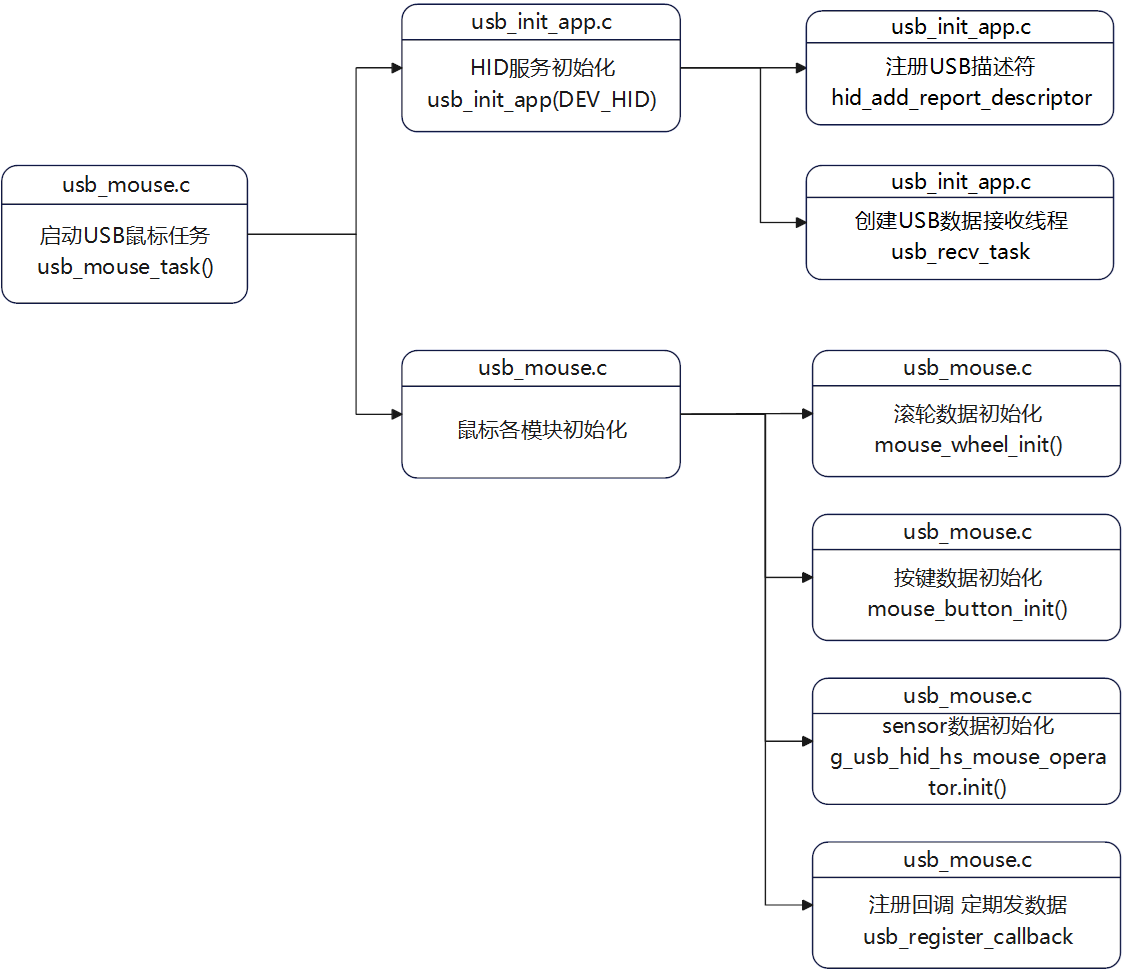 usb_mouse.c
启动USB鼠标任务
usb_mouse_task()
usb_init_app.c
HID服务初始化
usb_init_app(DEV_HID)
usb_init_app.c
注册USB描述符
hid_add_report_descriptor
usb_init_app.c
创建USB数据接收线程
usb_recv_task
usb_mouse.c
鼠标各模块初始化
usb_mouse.c
滚轮数据初始化
mouse_wheel_init()
usb_mouse.c
按键数据初始化
mouse_button_init()
usb_mouse.c
sensor数据初始化
g_usb_hid_hs_mouse_opera
tor.init()
usb_mouse.c
注册回调 定期发数据
usb_register_callback